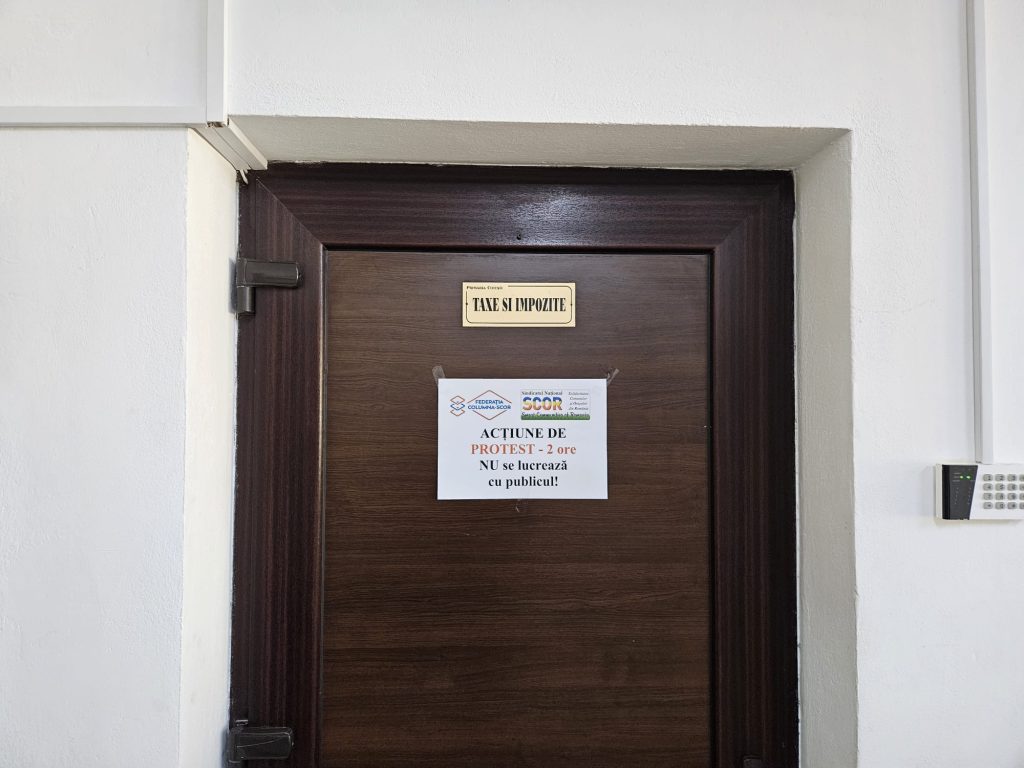 TAXE SI IMPOZITE
FEDERAȚIA
COLUMNA-SCOR
Sindicatul Național
SCOR
ACȚIUNE DE
PROTEST - 2 ore
NU se lucrează
cu publicul!